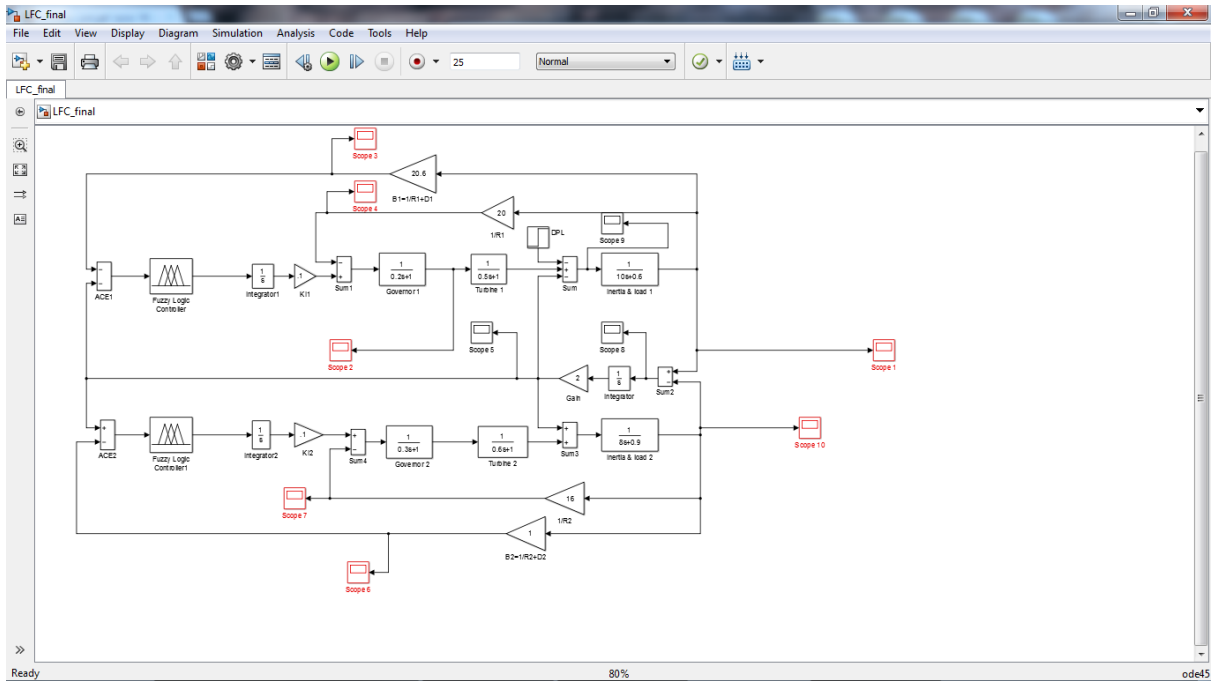 LFC_final
File Edit View Display Diagram Simulation Analysis Code Tools Help
25 Normal
LFC_final
LFC_final
Scope 3
20.6
B1=1/R1+D1
Scope 4
20
1/R1
Scope 9
DPL
ACE1
Fuzzy Logic
Controller
1
s
Integrator1
.1
KI1
Sum1
1
0.2s+1
Governor 1
1
0.5s+1
Turbine 1
Sum
1
10s+0.6
Inertia & load 1
Scope 2
Scope 5
Scope 8
Scope 1
2
Gain
1
s
Integrator
Sum2
ACE2
Fuzzy Logic
Controller1
1
s
Integrator2
.1
KI2
Sum4
1
0.3s+1
Governor 2
1
0.6s+1
Turbine 2
Sum3
1
8s+0.9
Inertia & load 2
Scope 10
Scope 7
16
1/R2
1
B2=1/R2+D2
Scope 6
Ready 80% ode45